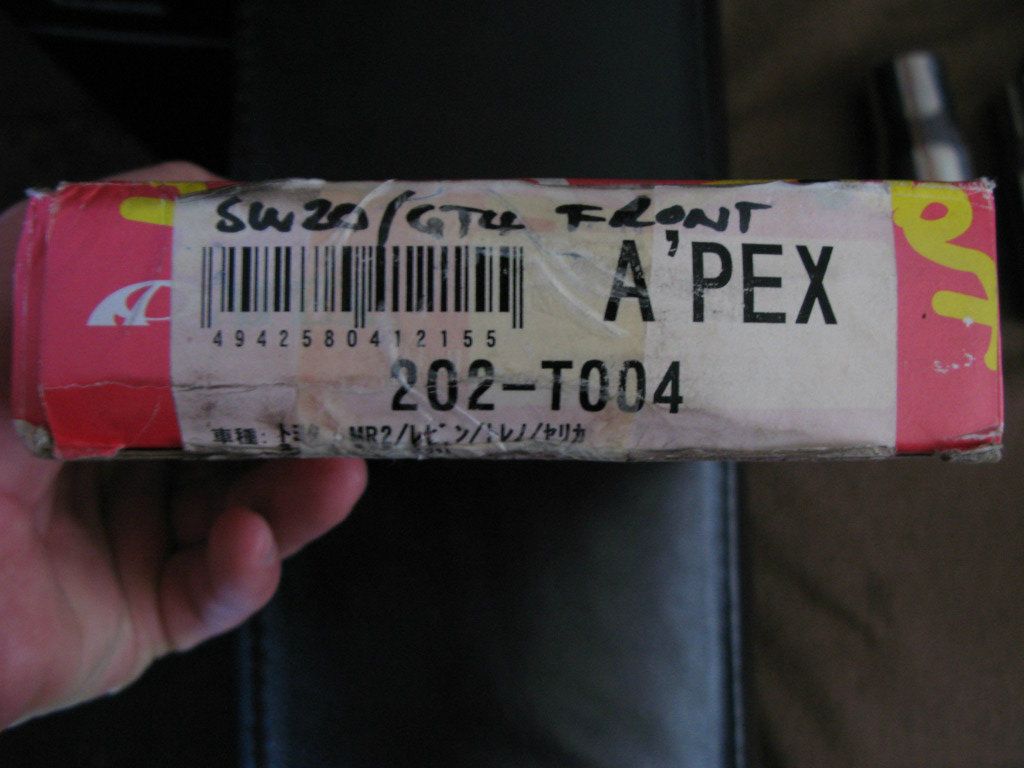 SW20/GT4 FRONT
A'PEX
4942580412155
202-T004
車種: トヨタ MR2/レビン/トレノ/セリカ